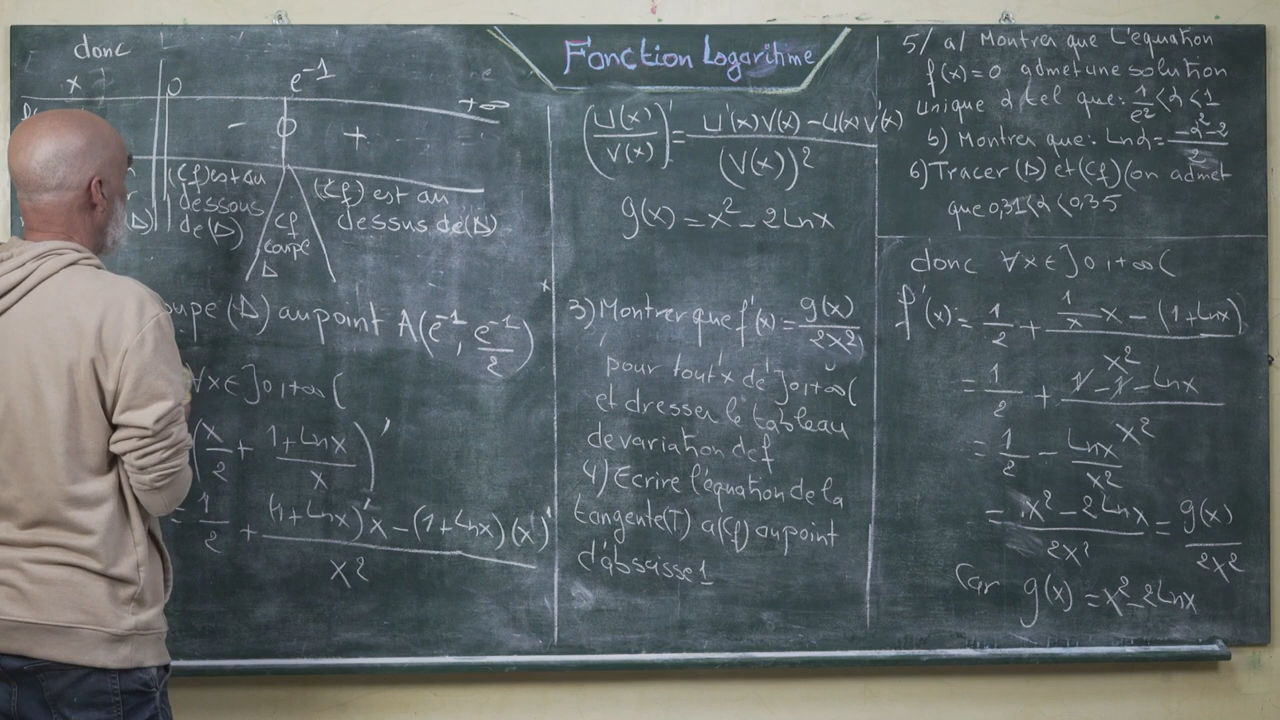 donc
x 0 e⁻¹ +∞
- 0 +
(Cf) est au
dessous
de (Δ)
Cf
coupe
Δ
(Cf) est au
dessus de (Δ)
(Δ) au point A(e⁻¹, e⁻¹/2)
∀x∈]0,+∞(
(x/2 + (1+Lnx)/x)'
= 1/2 + ((1+Lnx)'x - (1+Lnx)(x)')/x²
Fonction Logarithme
(U(x)/V(x))' = (U'(x)V(x) - U(x)V'(x))/(V(x))²
g(x) = x² - 2Lnx
3) Montrer que f'(x) = g(x)/2x²
pour tout x de ]0,+∞(
et dresser le tableau
de variation de f
4) Ecrire l'équation de la
tangente (T) a (Cf) au point
d'absaisse 1
5/ a/ Montrer que L'équation
f(x)=0 admet une solution
unique α tel que: 1/e² < α < 1
b) Montrer que: Lnα = (-α²-2)/2
6) Tracer (Δ) et (Cf) (on admet
que 0,31<α<0,35
donc ∀x∈]0,+∞(
f'(x) = 1/2 + (1/x x - (1+Lnx))/x²
= 1/2 + (1-1-Lnx)/x²
= 1/2 - Lnx/x²
= (x²-2Lnx)/2x² = g(x)/2x²
Car g(x) = x²-2Lnx